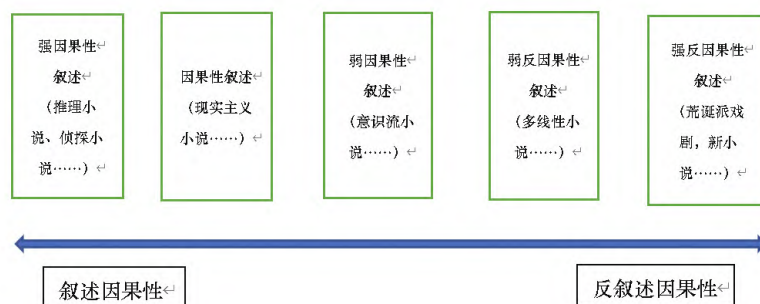 强因果性↵
叙述↵
（推理小
说、侦探小
说……）↵
因果性叙述↵
（现实主义
小说……）↵
弱因果性↵
叙述↵
（意识流小
说……）↵
弱反因果性↵
叙述↵
（多线性小
说……）↵
强反因果性↵
叙述↵
（荒诞派戏
剧，新小
说……）↵
叙述因果性↵
反叙述因果性↵